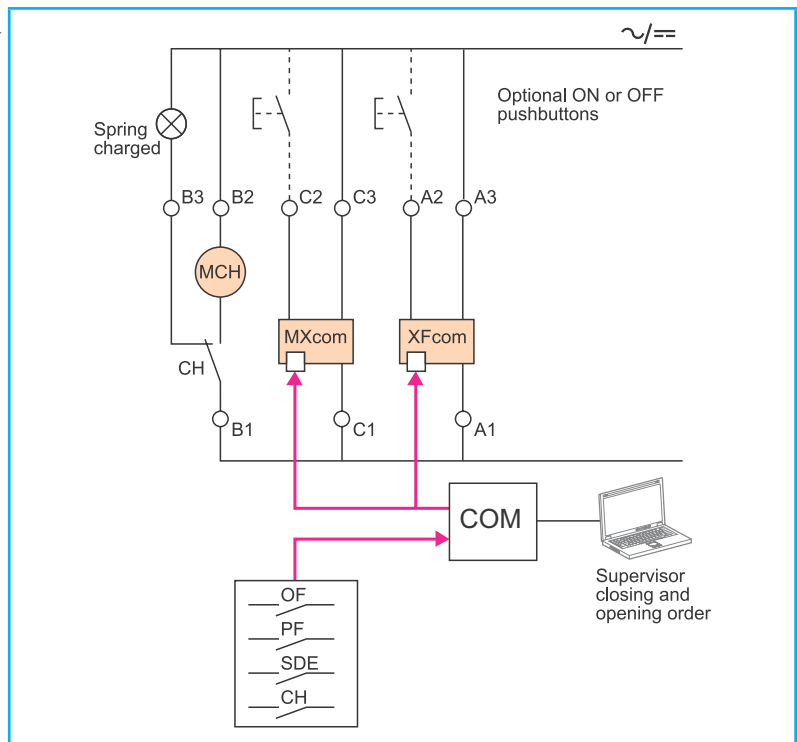 ~/==
Optional ON or OFF
pushbuttons
Spring
charged
B3 B2 C2 C3 A2 A3
MCH
MXcom XFcom
CH
B1 C1 A1
COM
Supervisor
closing and
opening order
OF
PF
SDE
CH